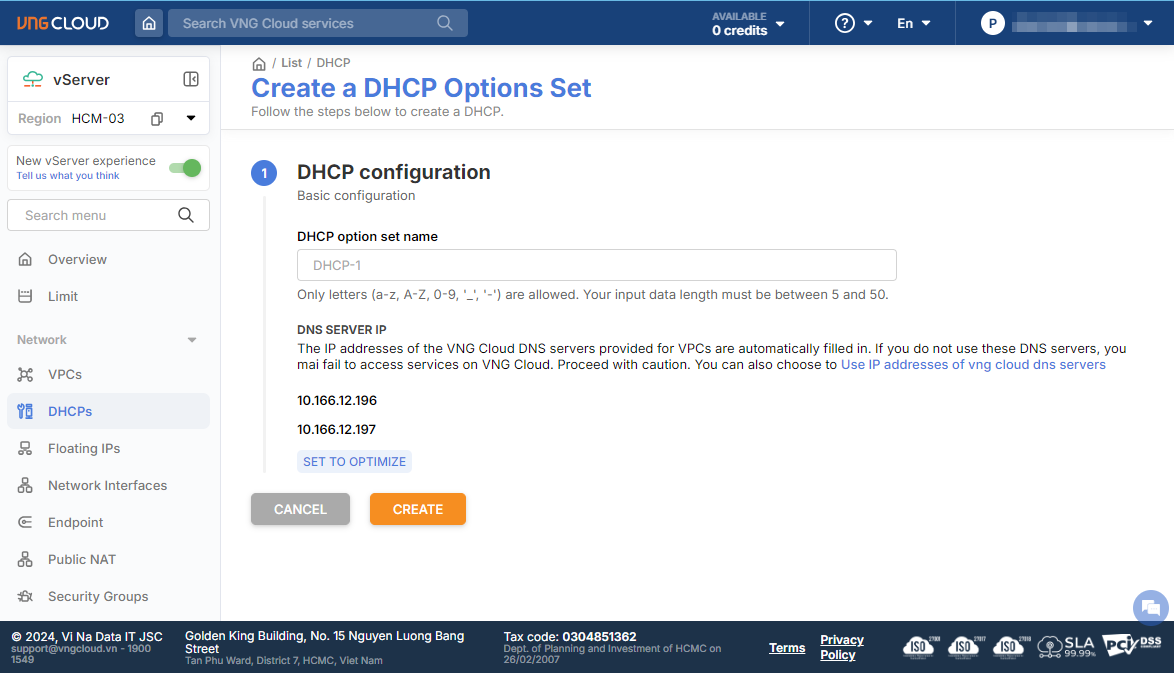 VNGCLOUD
Search VNG Cloud services
AVAILABLE
0 credits
?
En
P
vServer
Region HCM-03
New vServer experience
Tell us what you think
Search menu
Overview
Limit
Network
VPCs
DHCPs
Floating IPs
Network Interfaces
Endpoint
Public NAT
Security Groups
/ List / DHCP
Create a DHCP Options Set
Follow the steps below to create a DHCP.
1
DHCP configuration
Basic configuration
DHCP option set name
DHCP-1
Only letters (a-z, A-Z, 0-9, '_', '-') are allowed. Your input data length must be between 5 and 50.
DNS SERVER IP
The IP addresses of the VNG Cloud DNS servers provided for VPCs are automatically filled in. If you do not use these DNS servers, you
mai fail to access services on VNG Cloud. Proceed with caution. You can also choose to Use IP addresses of vng cloud dns servers
10.166.12.196
10.166.12.197
SET TO OPTIMIZE
CANCEL
CREATE
© 2024, Vi Na Data IT JSC
support@vngcloud.vn - 1900
1549
Golden King Building, No. 15 Nguyen Luong Bang
Street
Tan Phu Ward, District 7, HCMC, Viet Nam
Tax code: 0304851362
Dept. of Planning and Investment of HCMC on
26/02/2007
Terms
Privacy
Policy
ISO
ISO
ISO
SLA
99.99%
PCI DSS